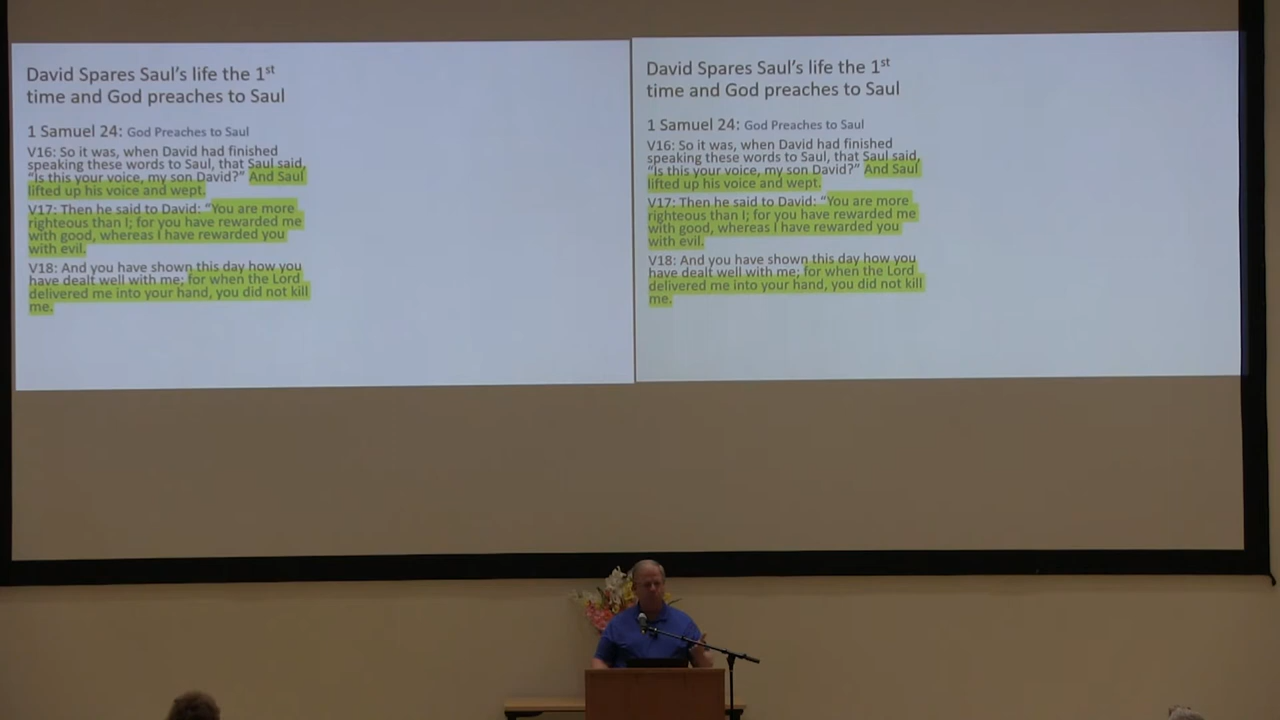 David Spares Saul's life the 1st
time and God preaches to Saul
1 Samuel 24: God Preaches to Saul
V16: So it was, when David had finished
speaking these words to Saul, that Saul said,
"Is this your voice, my son David?" And Saul
lifted up his voice and wept.
V17: Then he said to David: "You are more
righteous than I; for you have rewarded me
with good, whereas I have rewarded you
with evil.
V18: And you have shown this day how you
have dealt well with me; for when the Lord
delivered me into your hand, you did not kill
me.
David Spares Saul's life the 1st
time and God preaches to Saul
1 Samuel 24: God Preaches to Saul
V16: So it was, when David had finished
speaking these words to Saul, that Saul said,
"Is this your voice, my son David?" And Saul
lifted up his voice and wept.
V17: Then he said to David: "You are more
righteous than I; for you have rewarded me
with good, whereas I have rewarded you
with evil.
V18: And you have shown this day how you
have dealt well with me; for when the Lord
delivered me into your hand, you did not kill
me.